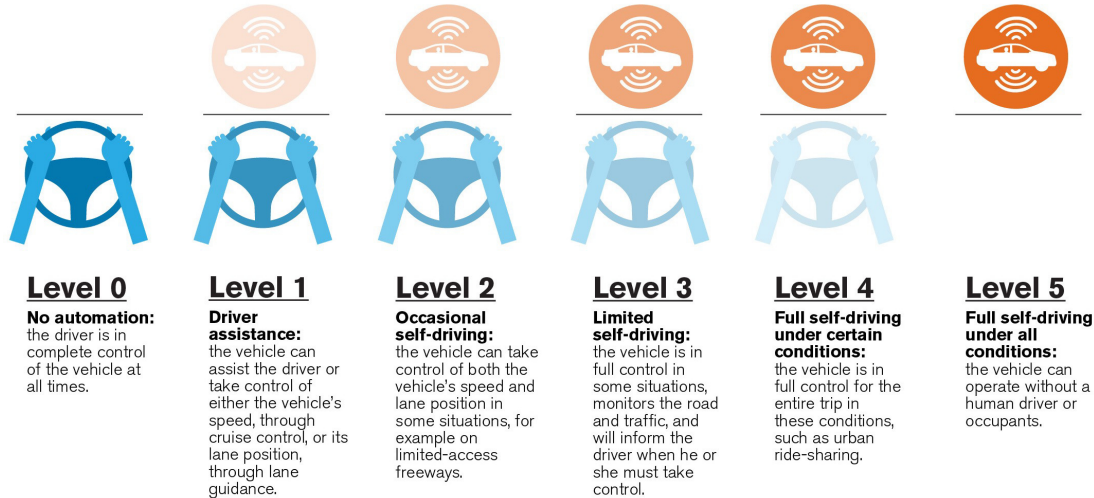 Level 0
No automation:
the driver is in
complete control
of the vehicle at
all times.
Level 1
Driver
assistance:
the vehicle can
assist the driver or
take control of
either the vehicle's
speed, through
cruise control, or its
lane position,
through lane
guidance.
Level 2
Occasional
self-driving:
the vehicle can take
control of both the
vehicle's speed and
lane position in
some situations, for
example on
limited-access
freeways.
Level 3
Limited
self-driving:
the vehicle is in
full control in
some situations,
monitors the road
and traffic, and
will inform the
driver when he or
she must take
control.
Level 4
Full self-driving
under certain
conditions:
the vehicle is in
full control for the
entire trip in
these conditions,
such as urban
ride-sharing.
Level 5
Full self-driving
under all
conditions:
the vehicle can
operate without a
human driver or
occupants.